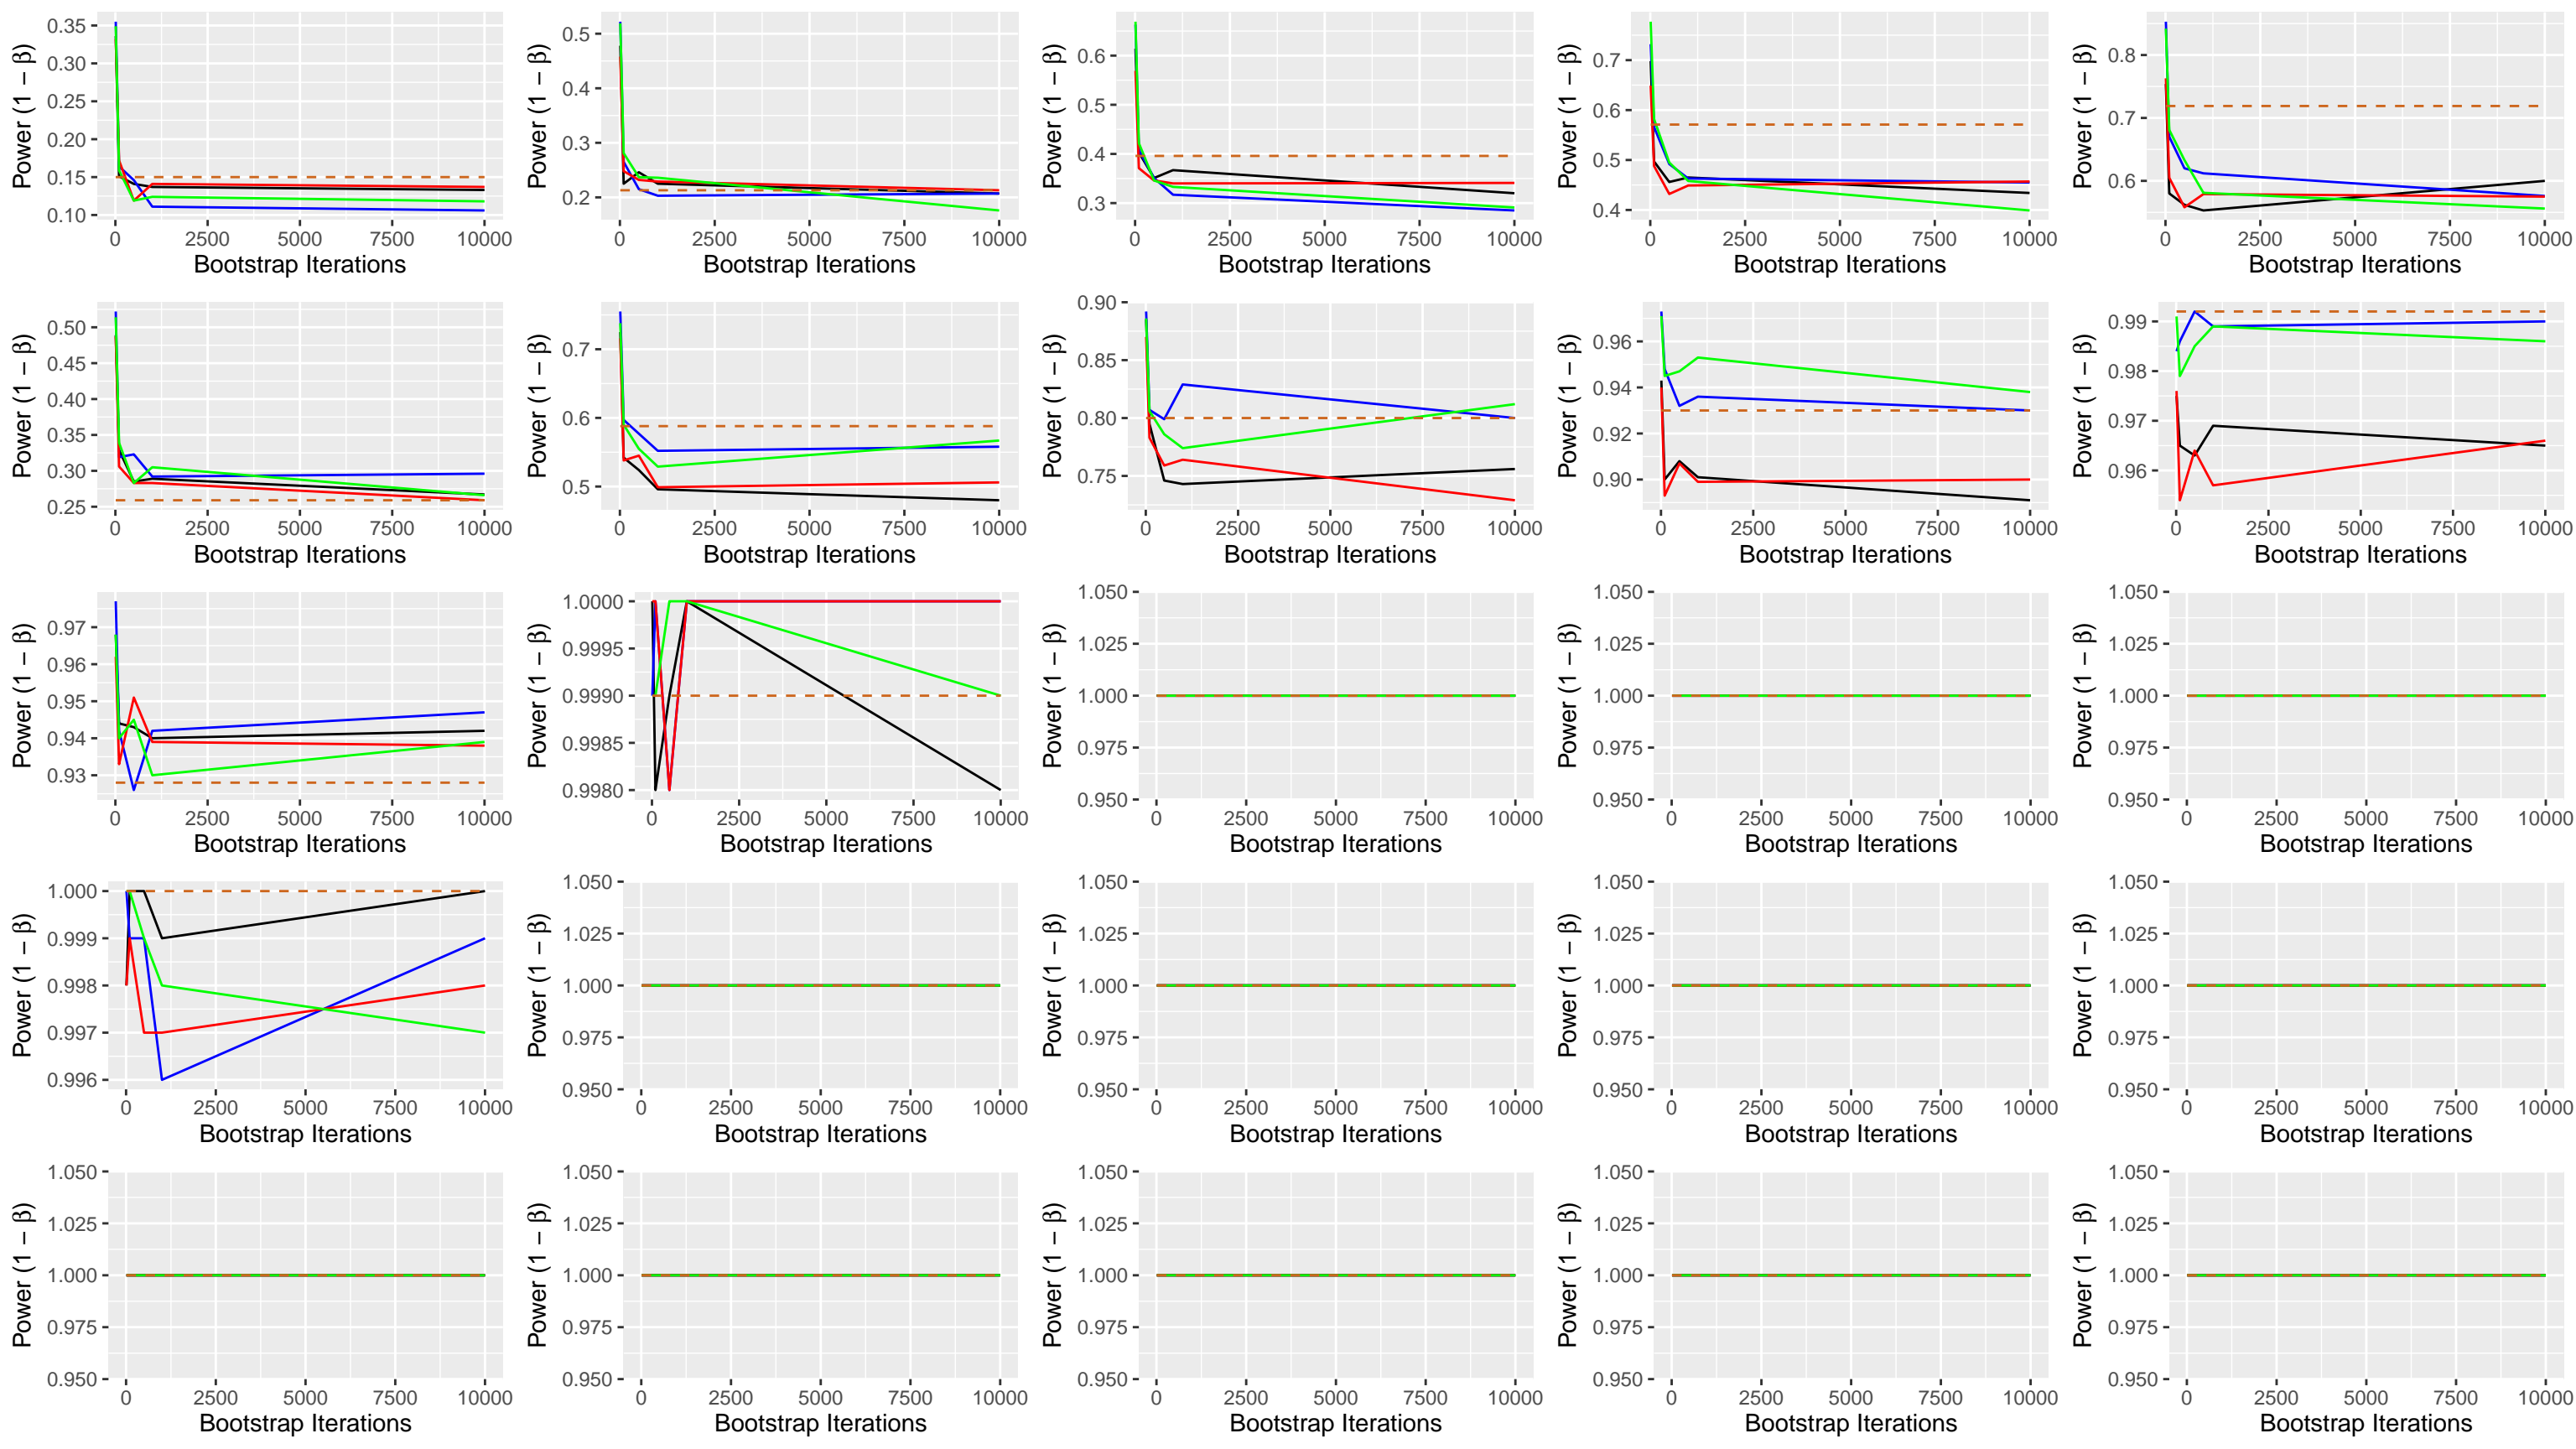 Power (1 − β)
0.35
0.30
0.25
0.20
0.15
0.10
0 2500 5000 7500 10000
Bootstrap Iterations
Power (1 − β)
0.5
0.4
0.3
0.2
0 2500 5000 7500 10000
Bootstrap Iterations
Power (1 − β)
0.6
0.5
0.4
0.3
0 2500 5000 7500 10000
Bootstrap Iterations
Power (1 − β)
0.7
0.6
0.5
0.4
0 2500 5000 7500 10000
Bootstrap Iterations
Power (1 − β)
0.8
0.7
0.6
0 2500 5000 7500 10000
Bootstrap Iterations
Power (1 − β)
0.50
0.45
0.40
0.35
0.30
0.25
0 2500 5000 7500 10000
Bootstrap Iterations
Power (1 − β)
0.7
0.6
0.5
0 2500 5000 7500 10000
Bootstrap Iterations
Power (1 − β)
0.90
0.85
0.80
0.75
0 2500 5000 7500 10000
Bootstrap Iterations
Power (1 − β)
0.96
0.94
0.92
0.90
0 2500 5000 7500 10000
Bootstrap Iterations
Power (1 − β)
0.99
0.98
0.97
0.96
0 2500 5000 7500 10000
Bootstrap Iterations
Power (1 − β)
0.97
0.96
0.95
0.94
0.93
0 2500 5000 7500 10000
Bootstrap Iterations
Power (1 − β)
1.0000
0.9995
0.9990
0.9985
0.9980
0 2500 5000 7500 10000
Bootstrap Iterations
Power (1 − β)
1.050
1.025
1.000
0.975
0.950
0 2500 5000 7500 10000
Bootstrap Iterations
Power (1 − β)
1.050
1.025
1.000
0.975
0.950
0 2500 5000 7500 10000
Bootstrap Iterations
Power (1 − β)
1.050
1.025
1.000
0.975
0.950
0 2500 5000 7500 10000
Bootstrap Iterations
Power (1 − β)
1.000
0.999
0.998
0.997
0.996
0 2500 5000 7500 10000
Bootstrap Iterations
Power (1 − β)
1.050
1.025
1.000
0.975
0.950
0 2500 5000 7500 10000
Bootstrap Iterations
Power (1 − β)
1.050
1.025
1.000
0.975
0.950
0 2500 5000 7500 10000
Bootstrap Iterations
Power (1 − β)
1.050
1.025
1.000
0.975
0.950
0 2500 5000 7500 10000
Bootstrap Iterations
Power (1 − β)
1.050
1.025
1.000
0.975
0.950
0 2500 5000 7500 10000
Bootstrap Iterations
Power (1 − β)
1.050
1.025
1.000
0.975
0.950
0 2500 5000 7500 10000
Bootstrap Iterations
Power (1 − β)
1.050
1.025
1.000
0.975
0.950
0 2500 5000 7500 10000
Bootstrap Iterations
Power (1 − β)
1.050
1.025
1.000
0.975
0.950
0 2500 5000 7500 10000
Bootstrap Iterations
Power (1 − β)
1.050
1.025
1.000
0.975
0.950
0 2500 5000 7500 10000
Bootstrap Iterations
Power (1 − β)
1.050
1.025
1.000
0.975
0.950
0 2500 5000 7500 10000
Bootstrap Iterations